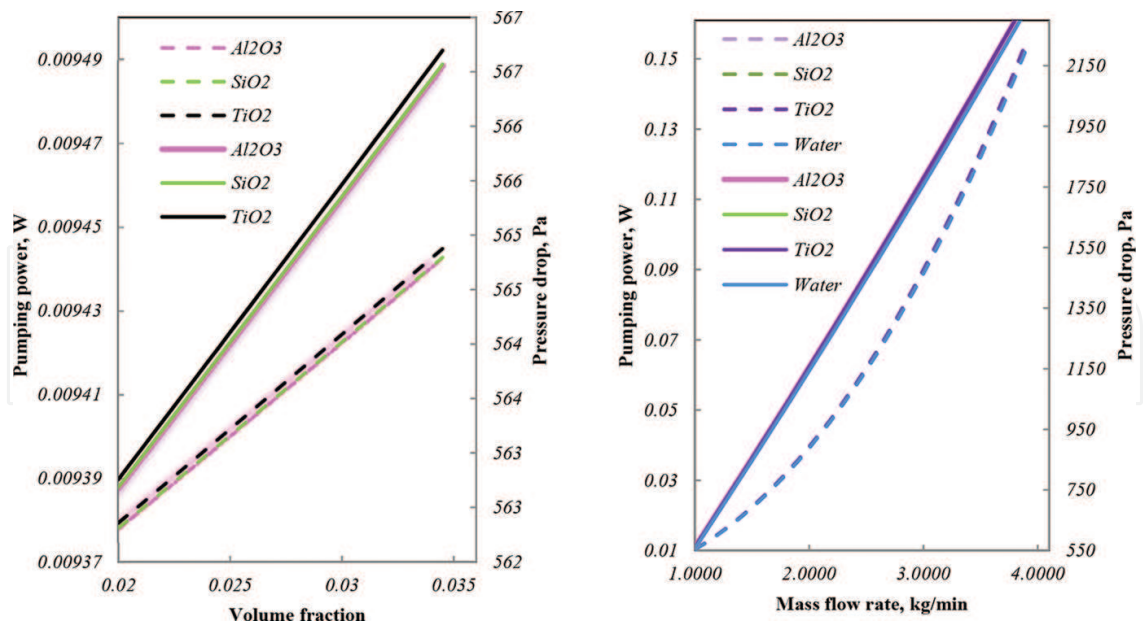 0.00949
0.00947
0.00945
0.00943
0.00941
0.00939
0.00937
Pumping power, W
Al2O3
SiO2
TiO2
Al2O3
SiO2
TiO2
567
567
566
566
565
565
564
564
563
563
562
Pressure drop, Pa
0.02
0.025
0.03
0.035
Volume fraction
0.15
0.13
0.11
0.09
0.07
0.05
0.03
0.01
Pumping power, W
Al2O3
SiO2
TiO2
Water
Al2O3
SiO2
TiO2
Water
2150
1950
1750
1550
1350
1150
950
750
550
Pressure drop, Pa
1.0000
2.0000
3.0000
4.0000
Mass flow rate, kg/min